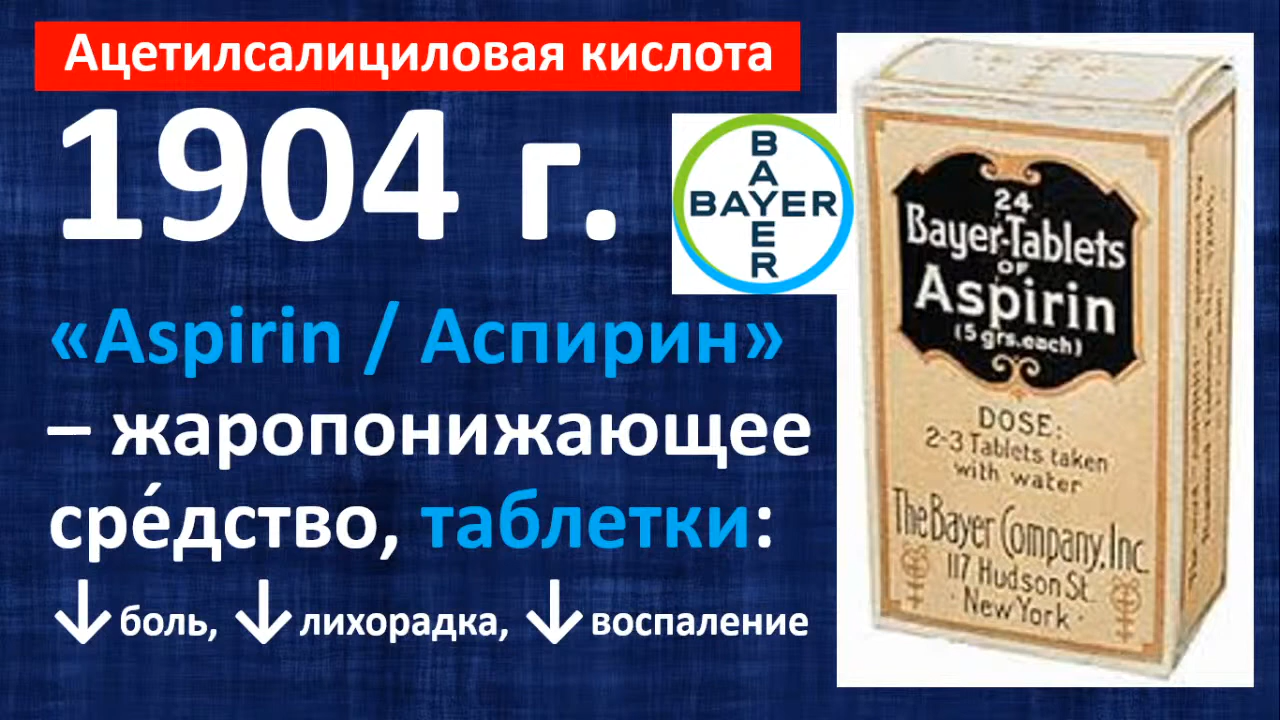 Ацетилсалициловая кислота
1904 г.
BAYER
BAYER
«Aspirin / Аспирин»
– жаропонижающее
сре́дство, таблетки:
↓боль, ↓лихорадка, ↓воспаление
24
Bayer-Tablets
OF
Aspirin
(5 grs.each)
DOSE:
2-3 Tablets taken
with water
The Bayer Company, Inc.
117 Hudson St.
New York